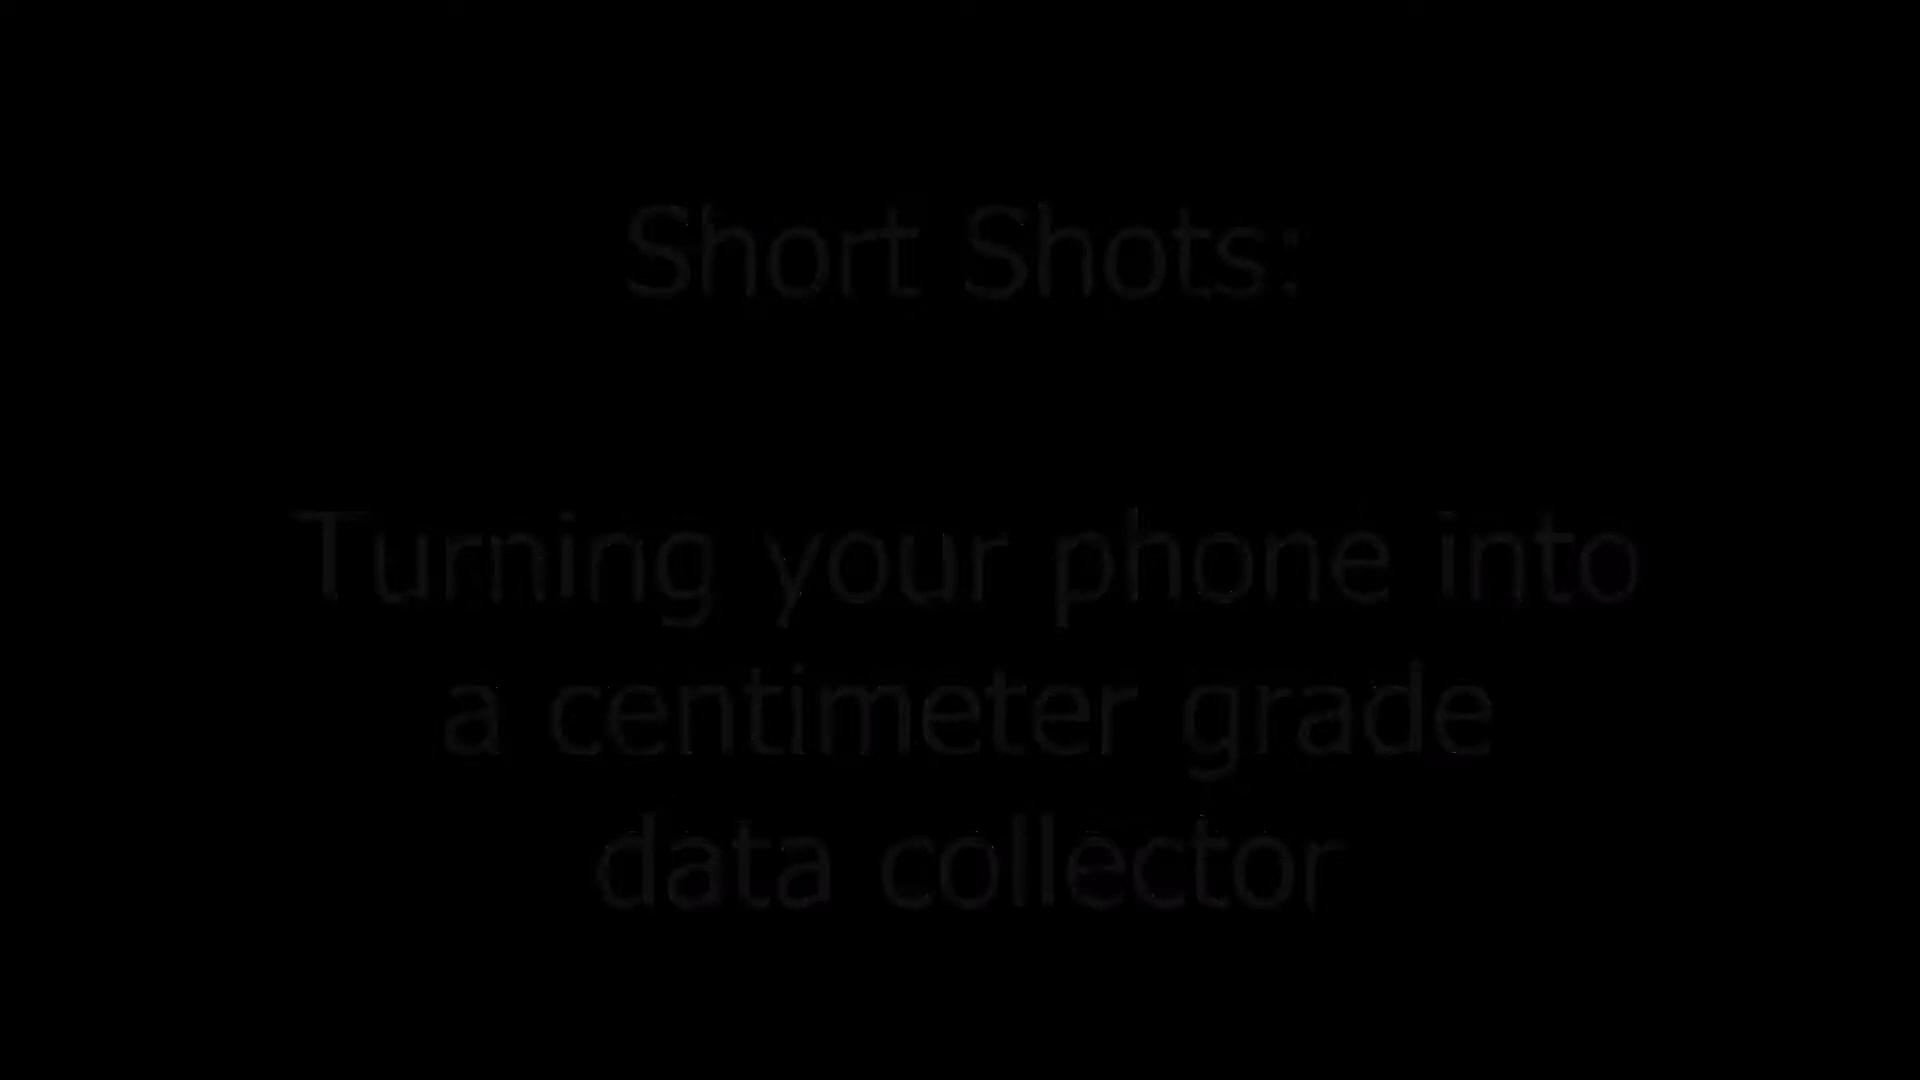 Short Shots:
Turning your phone into
a centimeter grade
data collector